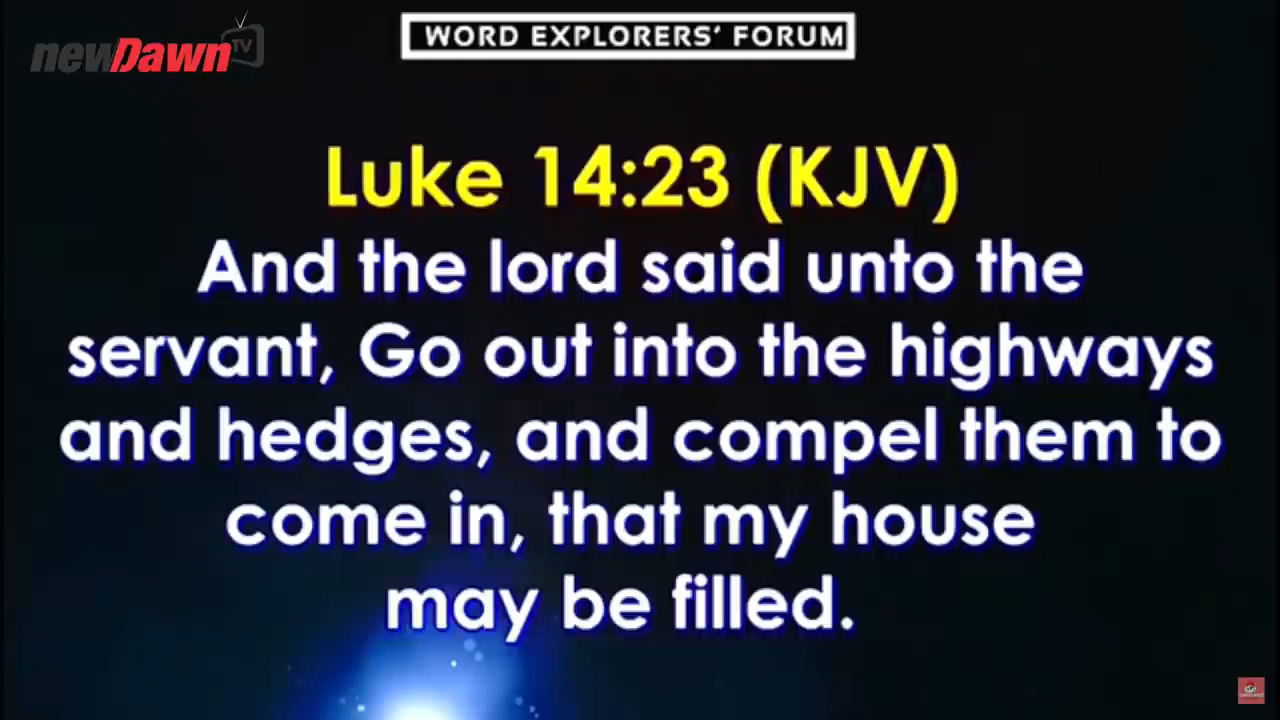 newDawn TV
WORD EXPLORERS' FORUM
Luke 14:23 (KJV)
And the lord said unto the
servant, Go out into the highways
and hedges, and compel them to
come in, that my house
may be filled.